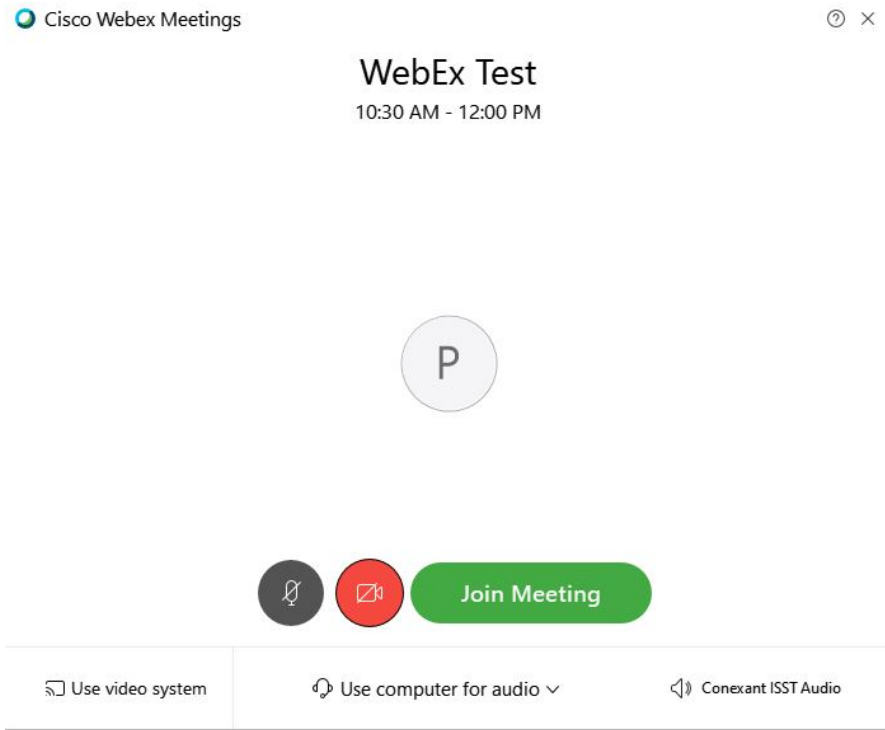 Cisco Webex Meetings
WebEx Test
10:30 AM - 12:00 PM
P
Join Meeting
Use video system
Use computer for audio
Conexant ISST Audio